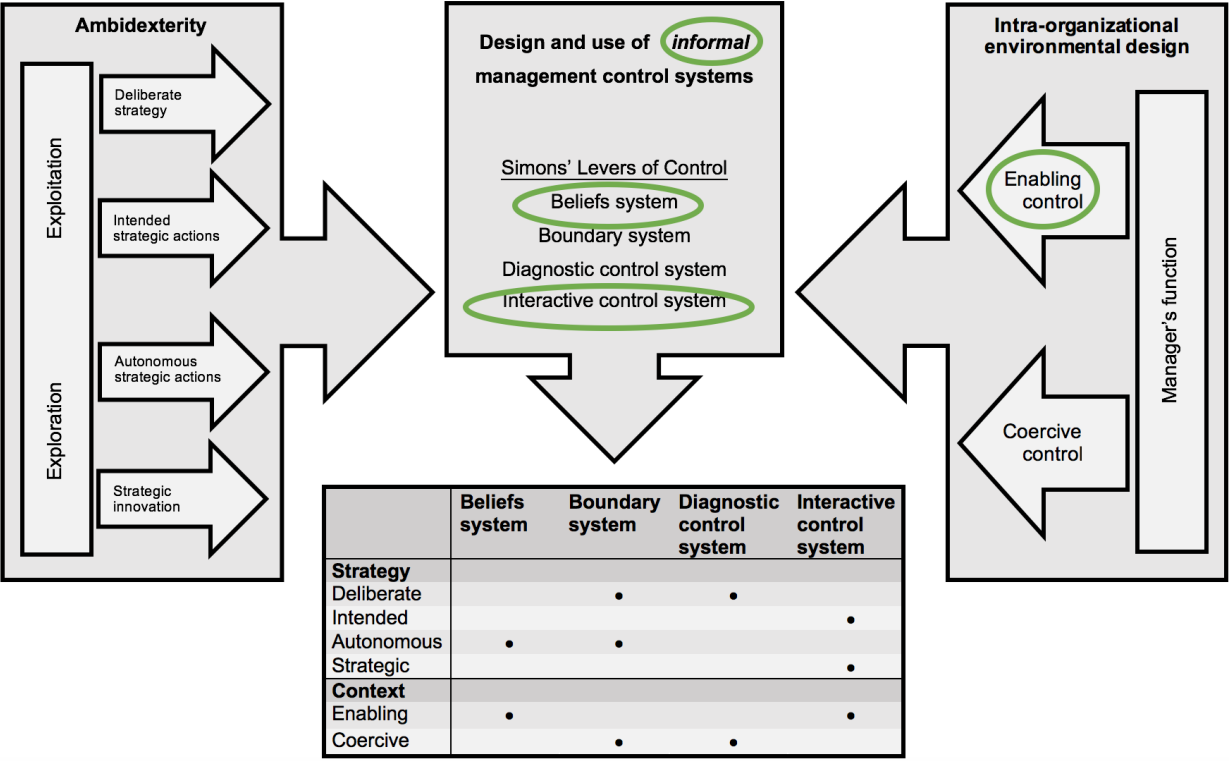 Ambidexterity
Exploitation
Exploration
Deliberate
strategy
Intended
strategic actions
Autonomous
strategic actions
Strategic
innovation
Design and use of informal
management control systems
Simons' Levers of Control
Beliefs system
Boundary system
Diagnostic control system
Interactive control system
Intra-organizational
environmental design
Enabling
control
Coercive
control
Manager's function
Beliefs system Boundary system Diagnostic control system Interactive control system
Strategy
Deliberate • •
Intended •
Autonomous • •
Strategic •
Context
Enabling • •
Coercive • •